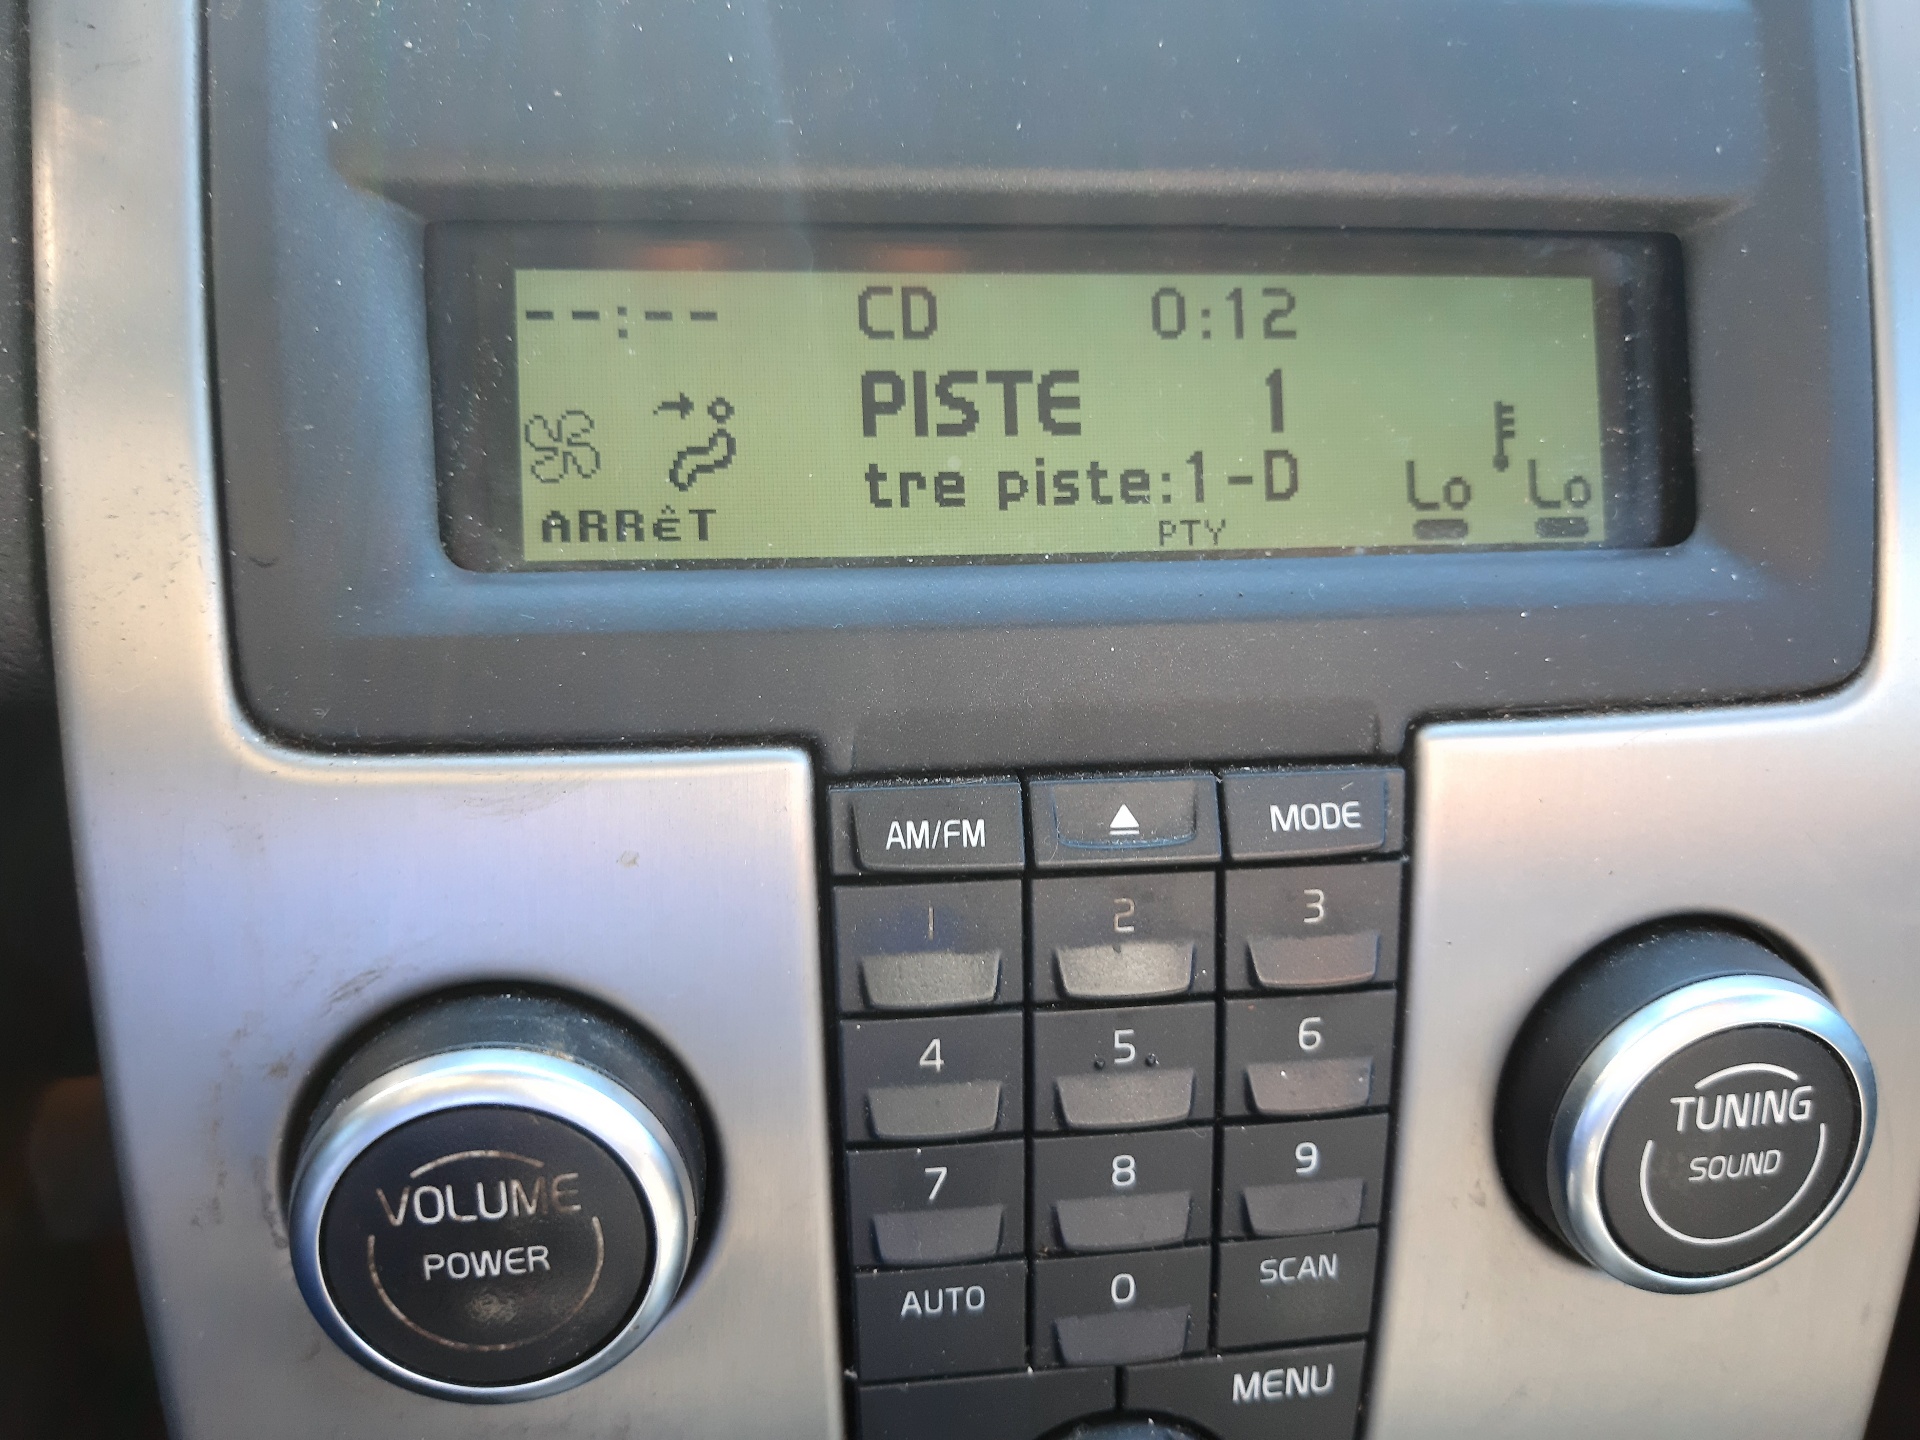 --:-- CD 0:12
PISTE 1
tre piste:1-D
Lo Lo
ARRêT
PTY
AM/FM MODE
1 2 3
4 5 6
7 8 9
AUTO 0 SCAN
MENU
VOLUME
POWER
TUNING
SOUND